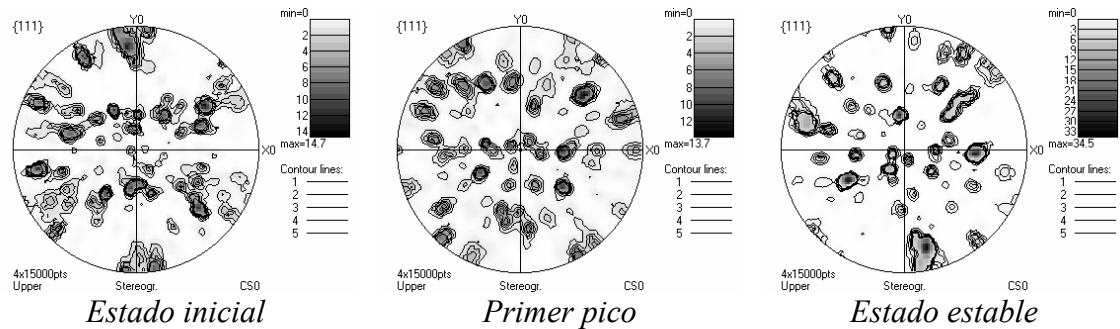 {111}
Y0
min=0
2
4
6
8
10
12
14
max=14.7
X0
Contour lines:
1
2
3
4
5
4x15000pts
Upper
Stereogr.
CS0
Estado inicial
{111}
Y0
min=0
2
4
6
8
10
12
max=13.7
X0
Contour lines:
1
2
3
4
5
4x15000pts
Upper
Stereogr.
CS0
Primer pico
{111}
Y0
min=0
3
6
9
12
15
18
21
24
27
30
33
max=34.5
X0
Contour lines:
1
2
3
4
5
4x15000pts
Upper
Stereogr.
CS0
Estado estable